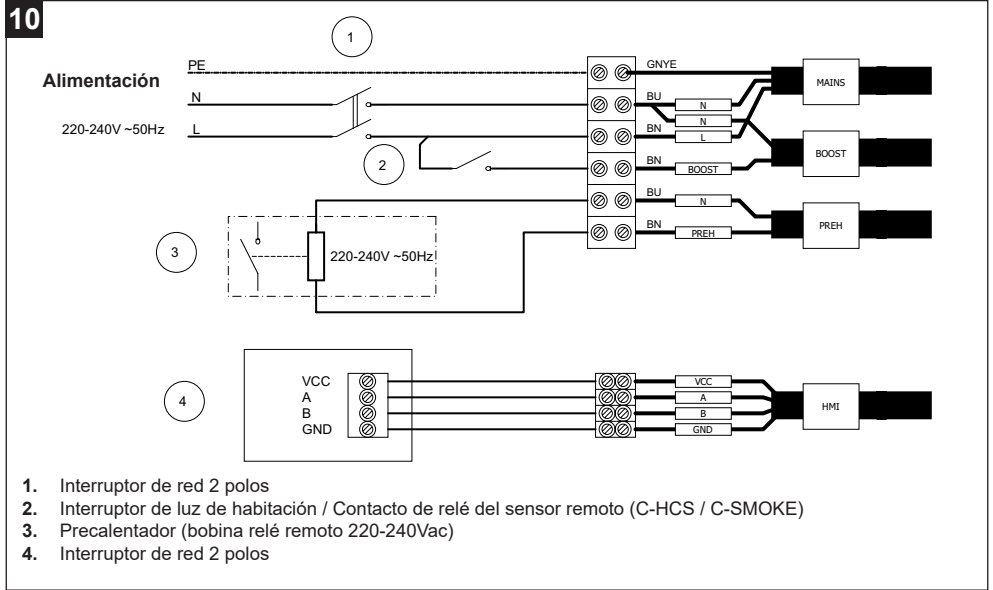 10
1
PE
GNYE
MAINS
Alimentación
N
BU
N
N
220-240V ~50Hz
L
BN
L
2
BOOST
BN
BOOST
BU
N
3
220-240V ~50Hz
BN
PREH
PREH
4
VCC
VCC
A
A
HMI
B
B
GND
GND
1. Interruptor de red 2 polos
2. Interruptor de luz de habitación / Contacto de relé del sensor remoto (C-HCS / C-SMOKE)
3. Precalentador (bobina relé remoto 220-240Vac)
4. Interruptor de red 2 polos